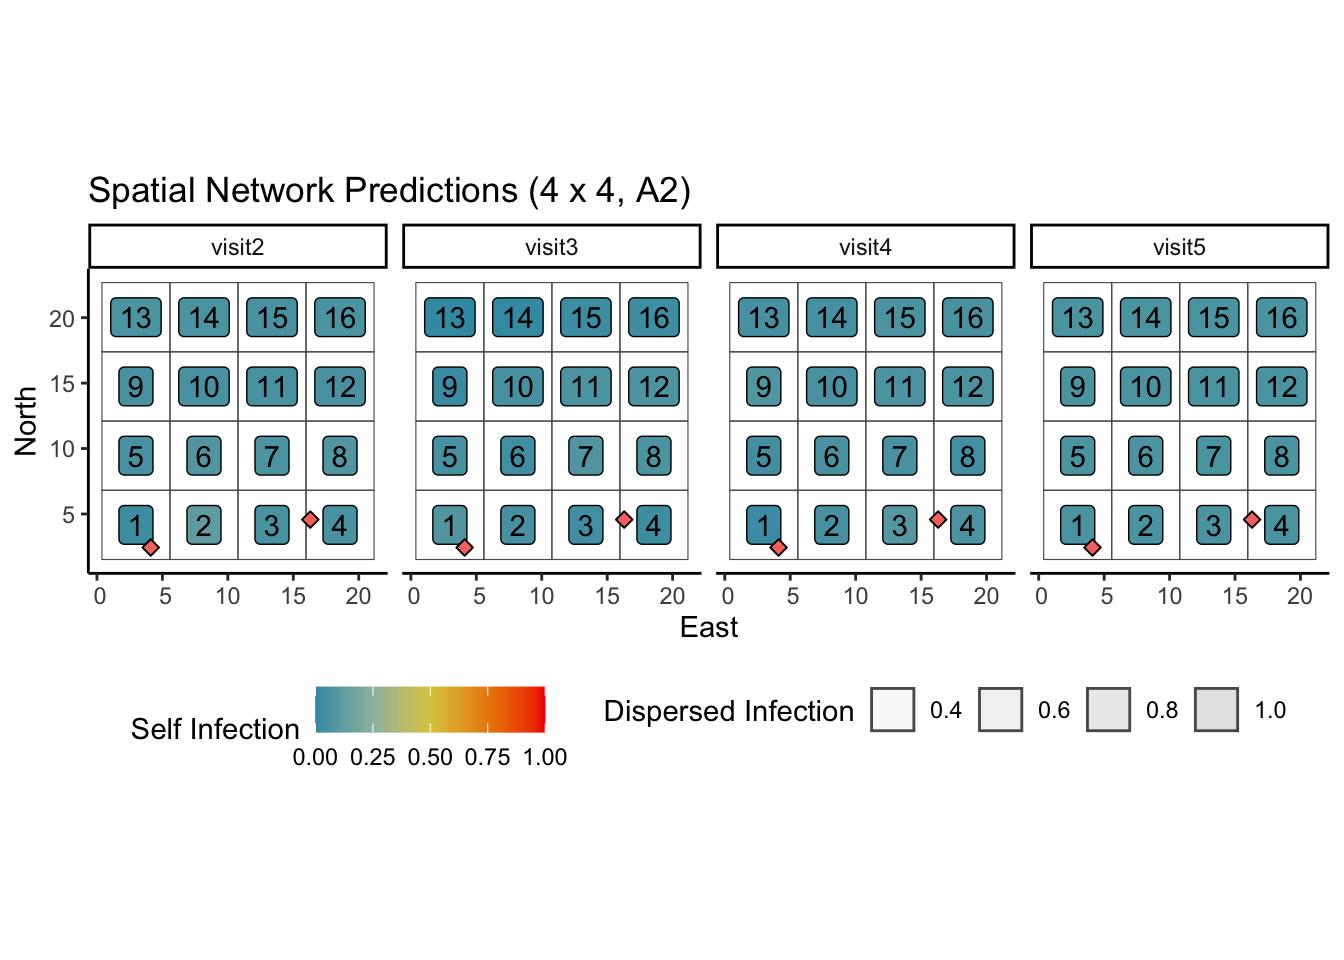 Spatial Network Predictions (4 x 4, A2)
visit2 visit3 visit4 visit5
20 13 14 15 16 13 14 15 16 13 14 15 16 13 14 15 16
15 9 10 11 12 9 10 11 12 9 10 11 12 9 10 11 12
10 5 6 7 8 5 6 7 8 5 6 7 8 5 6 7 8
5 1 2 3 4 1 2 3 4 1 2 3 4 1 2 3 4
North
0 5 10 15 20 0 5 10 15 20 0 5 10 15 20 0 5 10 15 20
East
Self Infection
0.00 0.25 0.50 0.75 1.00
Dispersed Infection 0.4 0.6 0.8 1.0